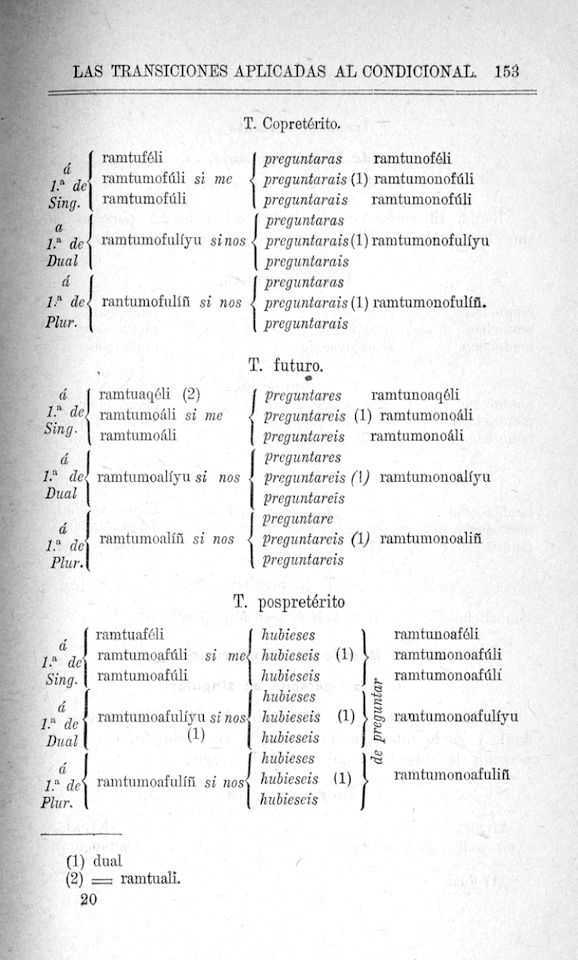 LAS TRANSICIONES APLICADAS AL CONDICIONAL. 153
T. Copretérito.
á 1.ª de Sing.
ramtuféli preguntaras ramtunoféli
ramtumofúli si me preguntarais (1) ramtumonofúli
ramtumofúli preguntarais ramtumonofúli
a 1.ª de Dual
preguntaras
ramtumofulíyu si nos preguntarais (1) ramtumonofulíyu
preguntarais
á 1.ª de Plur.
preguntaras
rantumofulíñ si nos preguntarais (1) ramtumonofulíñ.
preguntarais
T. futuro.
á 1.ª de Sing.
ramtuaqéli (2) preguntares ramtunoaqéli
ramtumoáli si me preguntareis (1) ramtumonoáli
ramtumoáli preguntareis ramtumonoáli
á 1.ª de Dual
preguntares
ramtumoalíyu si nos preguntareis (!) ramtumonoalíyu
preguntareis
á 1.ª de Plur.
preguntare
ramtumoalíñ si nos preguntareis (1) ramtumonoaliñ
preguntareis
T. pospretérito
á 1.ª de Sing.
ramtuaféli hubieses ramtunoaféli
ramtumoafúli si me hubieseis (1) ramtumonoafúli
ramtumoafúli hubieseis ramtumonoafúlí
á 1.ª de Dual
hubieses
ramtumoafulíyu si nos hubieseis (1) ramtumonoafulíyu
(1) hubieseis
á 1.ª de Plur.
hubieses
ramtumoafulíñ si nos hubieseis (1) ramtumonoafuliñ
hubieseis
de preguntar
(1) dual
(2) = ramtualí.
20